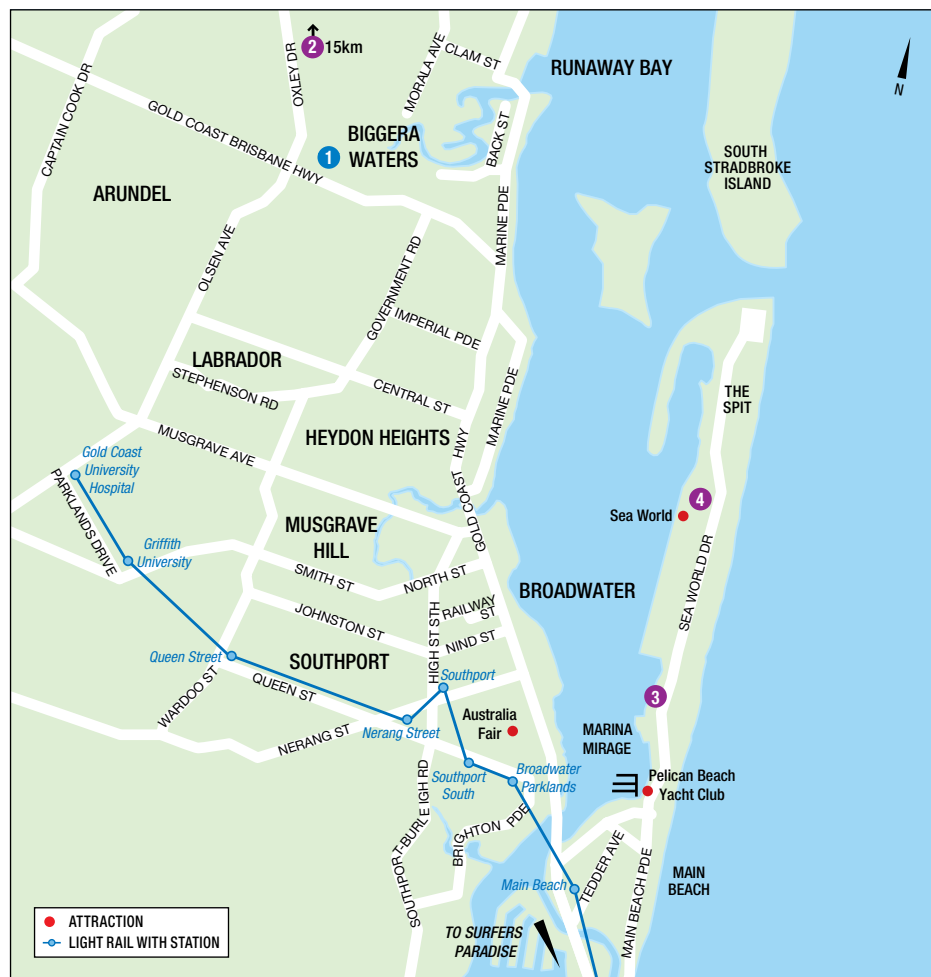 2 15km
CLAM ST
RUNAWAY BAY
MORALA AVE
OXLEY DR
CAPTAIN COOK DR
N
GOLD COAST BRISBANE HWY
1
BIGGERA
WATERS
BACK ST
SOUTH
STRADBROKE
ISLAND
ARUNDEL
MARINE PDE
OLSEN AVE
GOVERNMENT RD
IMPERIAL PDE
LABRADOR
STEPHENSON RD
CENTRAL ST
MARINE PDE
THE
SPIT
MUSGRAVE AVE
HEYDON HEIGHTS
GOLD COAST HWY
Gold Coast
University
Hospital
PARKLANDS DRIVE
4
Sea World
MUSGRAVE
HILL
Griffith
University
SMITH ST
NORTH ST
BROADWATER
SEA WORLD DR
RAILWAY
ST
JOHNSTON ST
HIGH ST STH
NIND ST
Queen Street
SOUTHPORT
Southport
WARDOO ST
QUEEN ST
3
NERANG ST
Nerang Street
Australia
Fair
MARINA
MIRAGE
Southport
South
Broadwater
Parklands
Pelican Beach
Yacht Club
SOUTHPORT-BURLEIGH RD
BRIGHTON PDE
TEDDER AVE
Main Beach
MAIN BEACH PDE
MAIN
BEACH
ATTRACTION
LIGHT RAIL WITH STATION
TO SURFERS
PARADISE